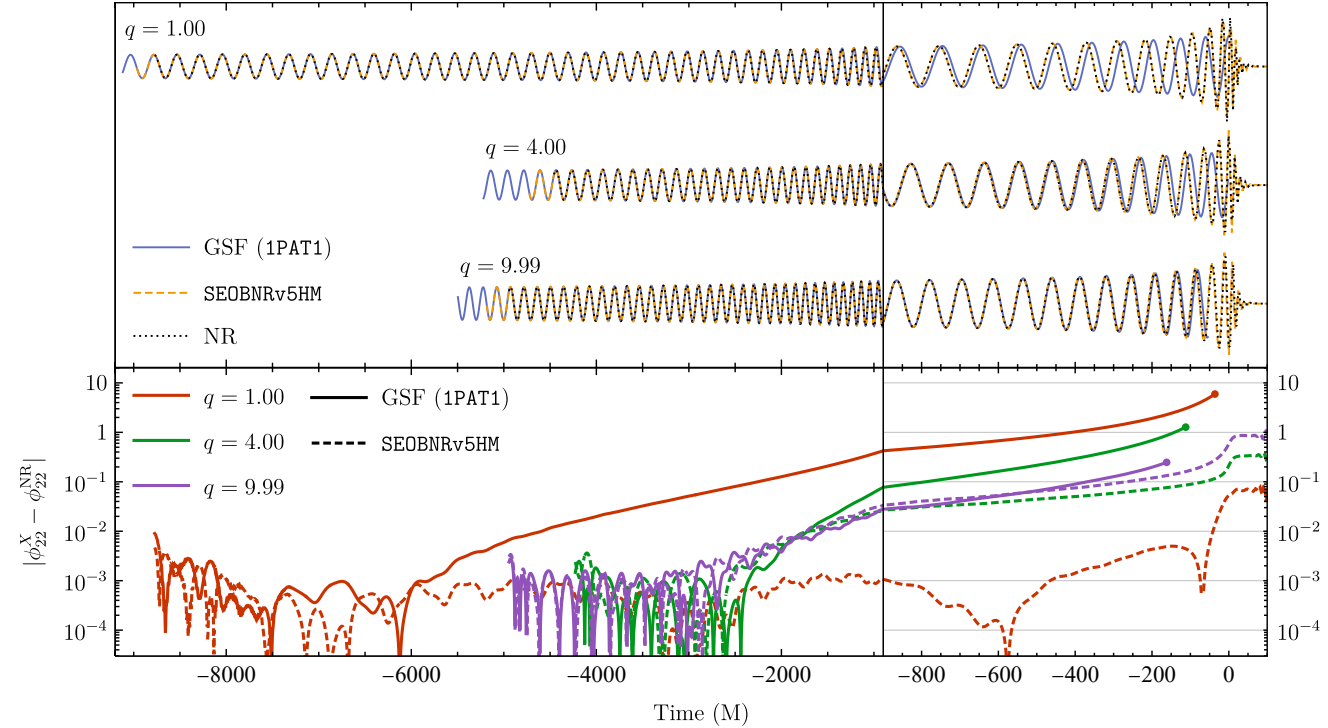 q = 1.00
q = 4.00
GSF (1PAT1)
q = 9.99
SEOBNRv5HM
NR
10
q = 1.00
GSF (1PAT1)
10
1
q = 4.00
SEOBNRv5HM
1
10⁻¹
q = 9.99
10⁻¹
10⁻²
10⁻²
10⁻³
10⁻³
10⁻⁴
10⁻⁴
|ϕ₂₂ˣ − ϕ₂₂ᴺᴿ|
-8000 -6000 -4000 -2000 -800 -600 -400 -200 0
Time (M)